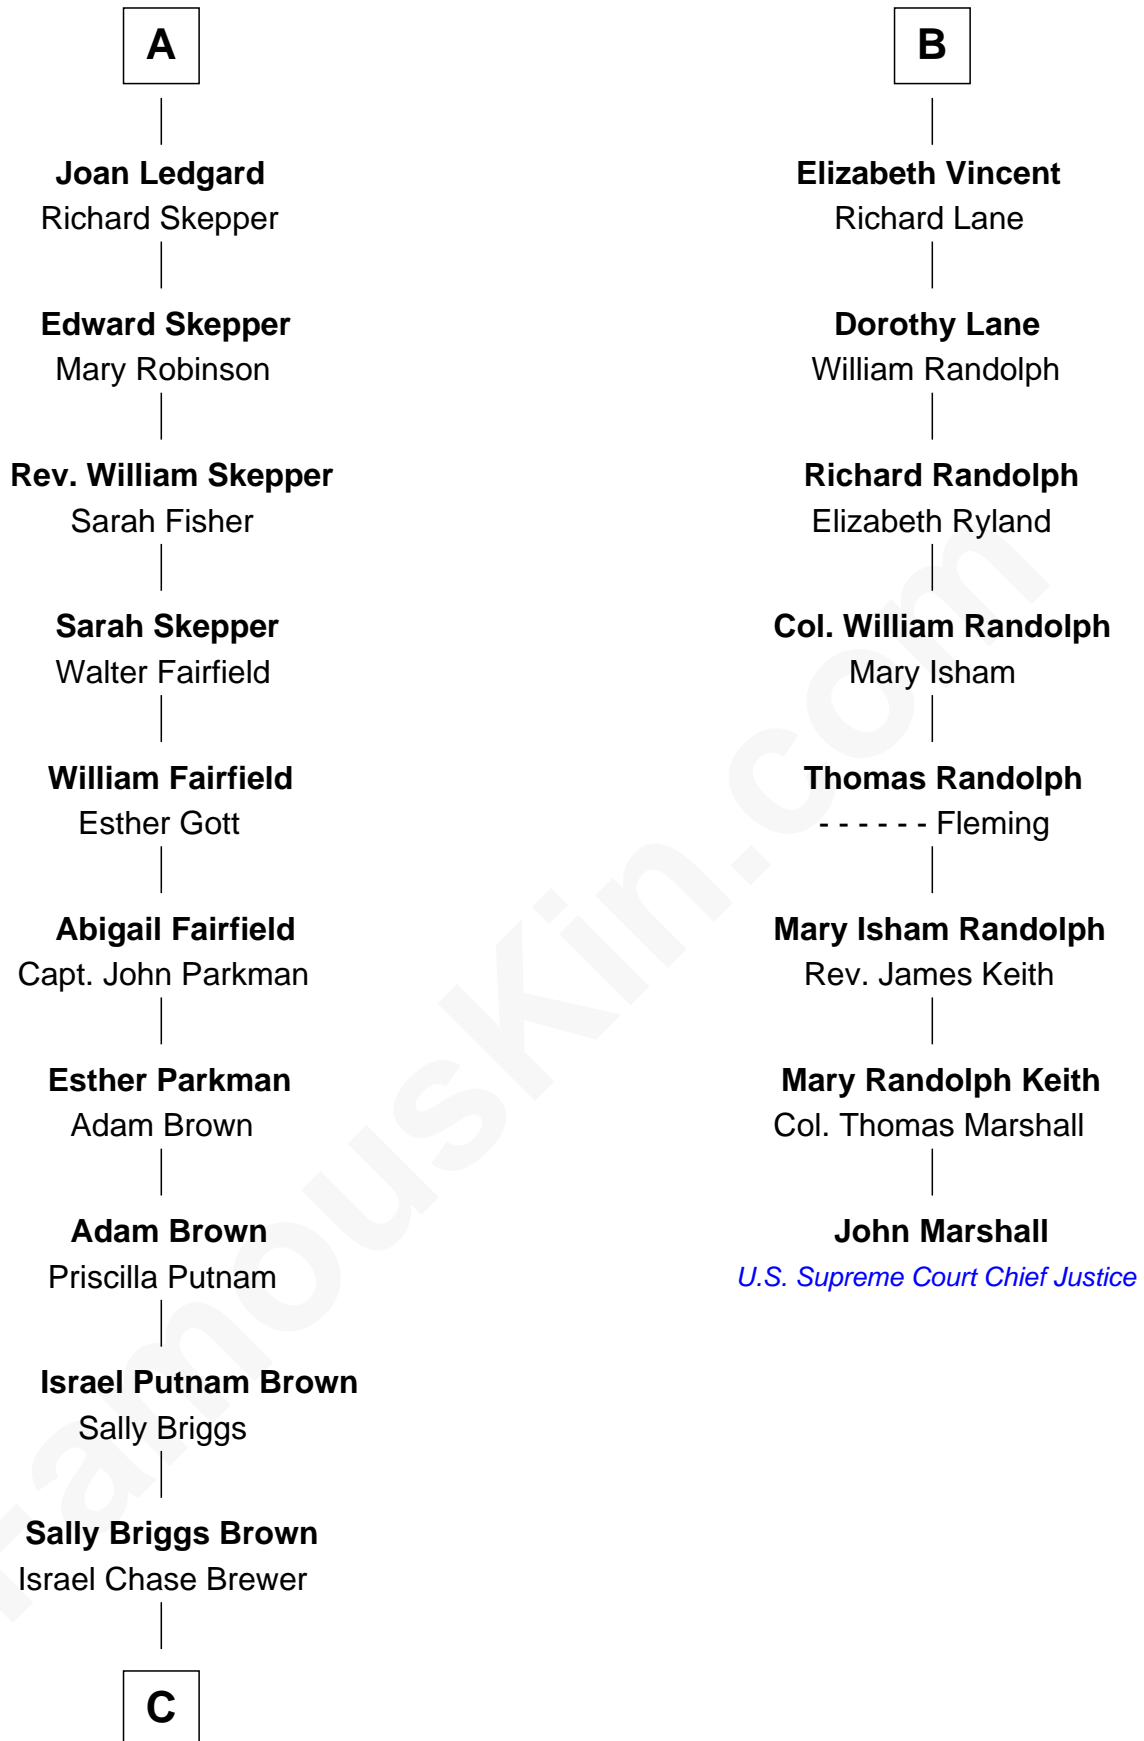 A
Joan Ledgard
Richard Skepper
Edward Skepper
Mary Robinson
Rev. William Skepper
Sarah Fisher
Sarah Skepper
Walter Fairfield
William Fairfield
Esther Gott
Abigail Fairfield
Capt. John Parkman
Esther Parkman
Adam Brown
Adam Brown
Priscilla Putnam
Israel Putnam Brown
Sally Briggs
Sally Briggs Brown
Israel Chase Brewer
C
B
Elizabeth Vincent
Richard Lane
Dorothy Lane
William Randolph
Richard Randolph
Elizabeth Ryland
Col. William Randolph
Mary Isham
Thomas Randolph
- - - - - - Fleming
Mary Isham Randolph
Rev. James Keith
Mary Randolph Keith
Col. Thomas Marshall
John Marshall
U.S. Supreme Court Chief Justice
FamousKin.com